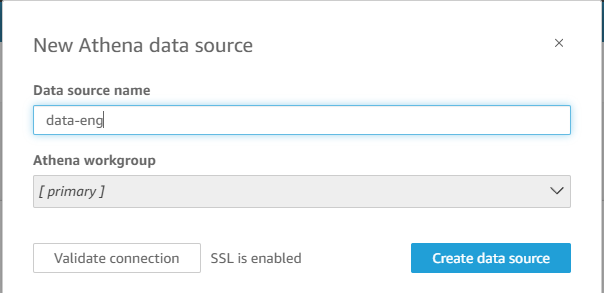 New Athena data source
Data source name
data-eng
Athena workgroup
[ primary ]
Validate connection SSL is enabled Create data source